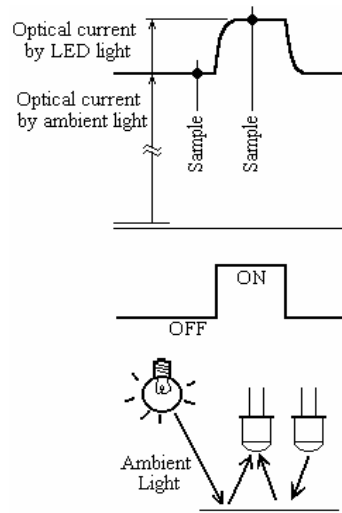 Optical current
by LED light
Optical current
by ambient light
Sample
Sample
ON
OFF
Ambient
Light